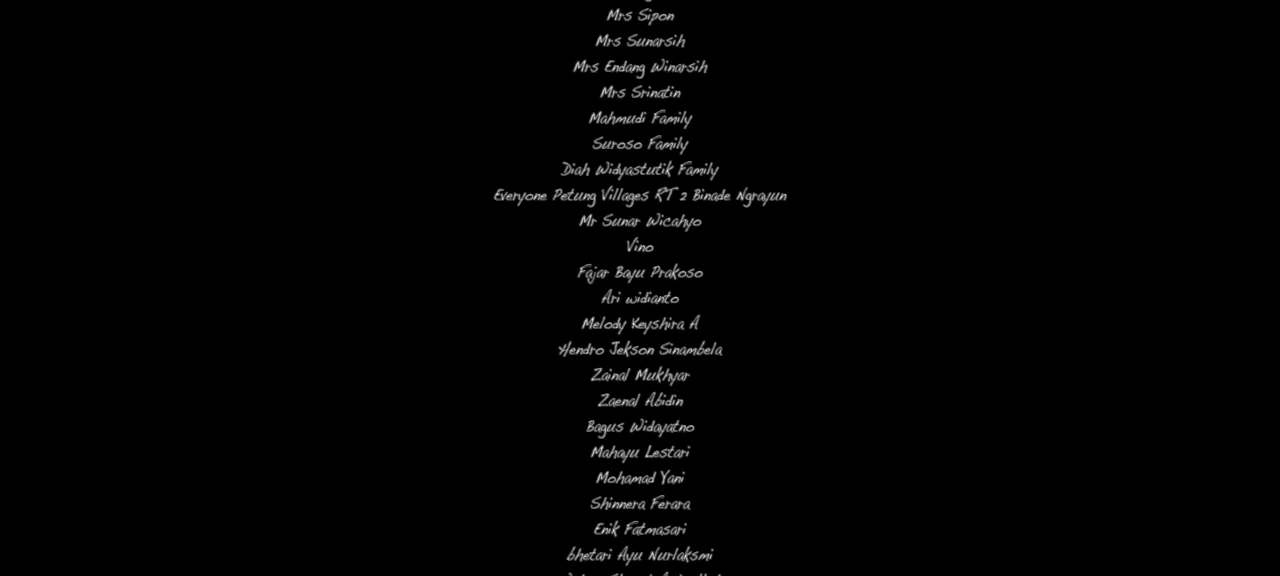 Mrs Sipon
Mrs Sunarsih
Mrs Endang Winarsih
Mrs Srinatin
Mahmudi Family
Suroso Family
Diah Widyastutik Family
Everyone Petung Villages RT 2 Binade Ngrayun
Mr Sunar Wicahyo
Vino
Fajar Bayu Prakoso
Ari widianto
Melody Keyshira A
Hendro Jekson Sinambela
Zainal Mukhyar
Zaenal Abidin
Bagus Widayatno
Mahayu Lestari
Mohamad Yani
Shinnera Ferara
Enik Fatmasari
bhetari Ayu Nurlaksmi